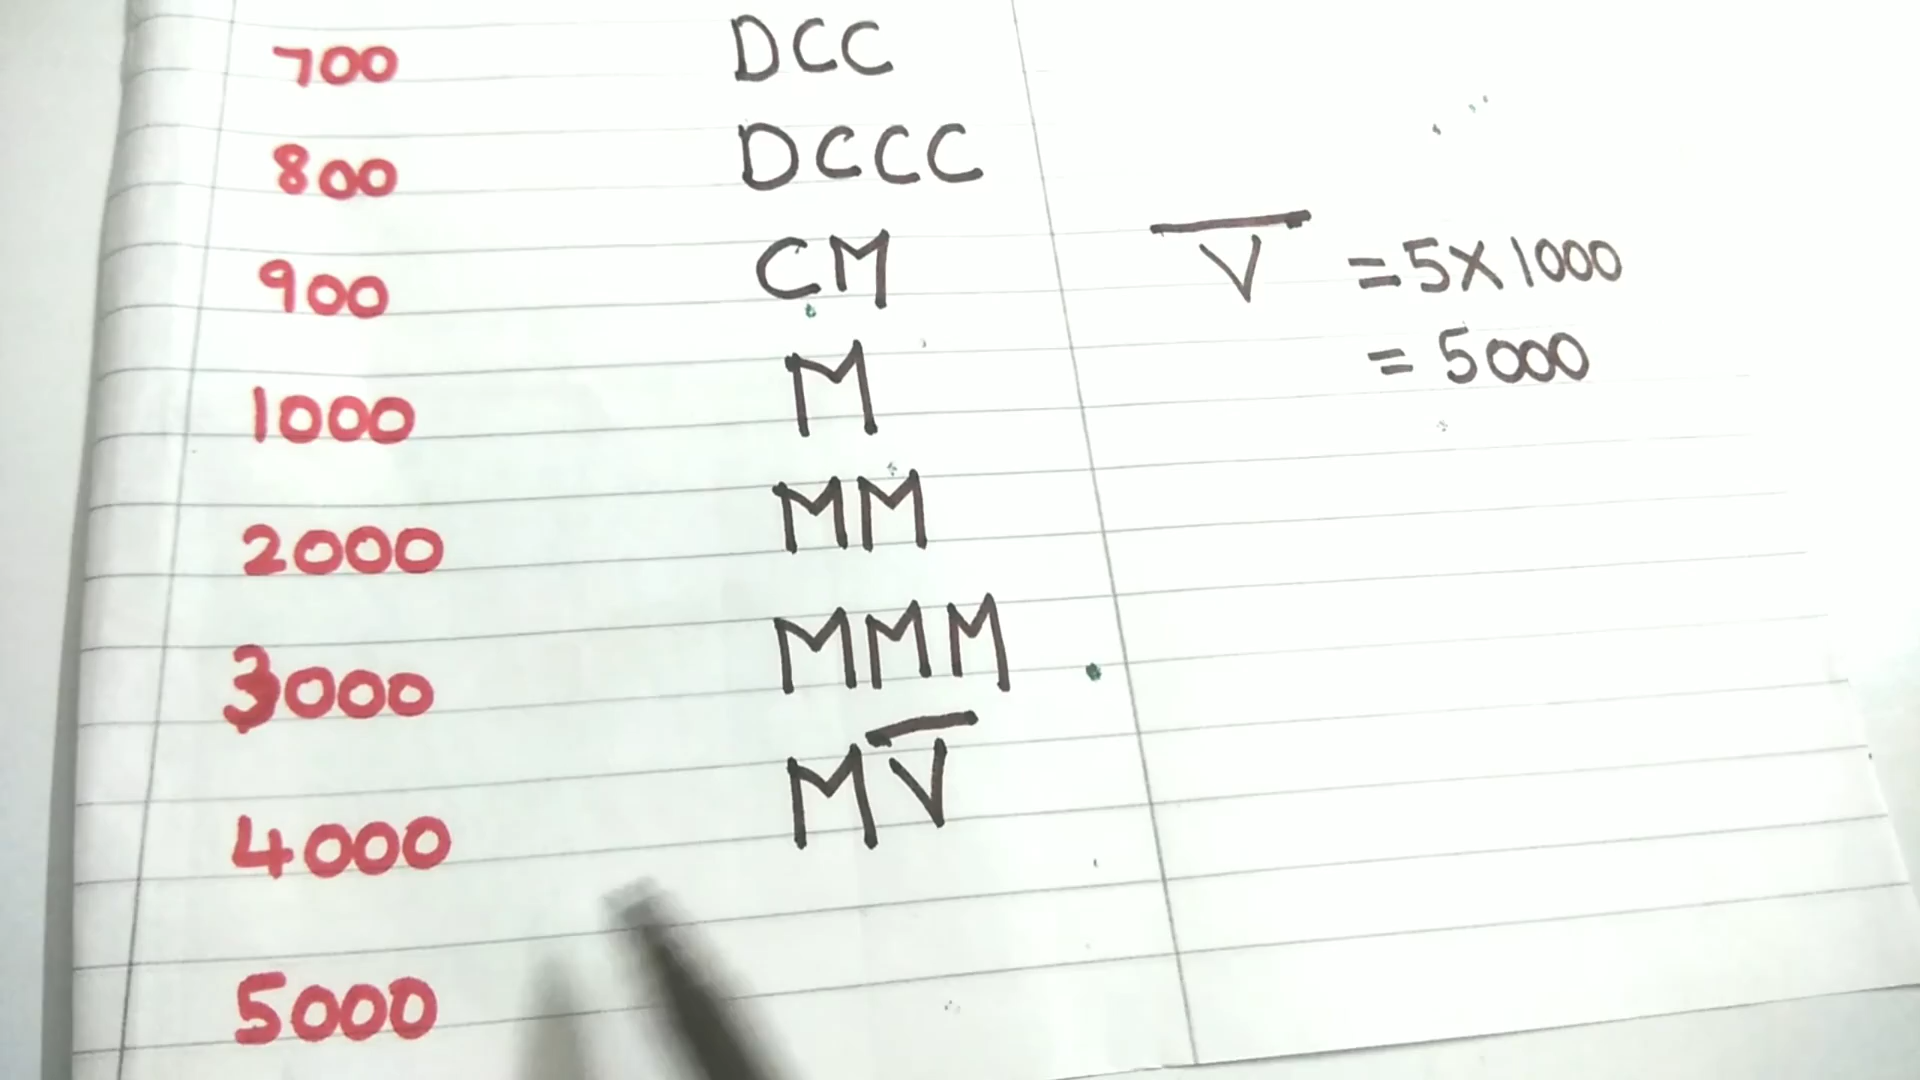 700 DCC
800 DCCC
900 CM
1000 M
2000 MM
3000 MMM
4000 MV̅
5000
V̅ = 5X1000
= 5000